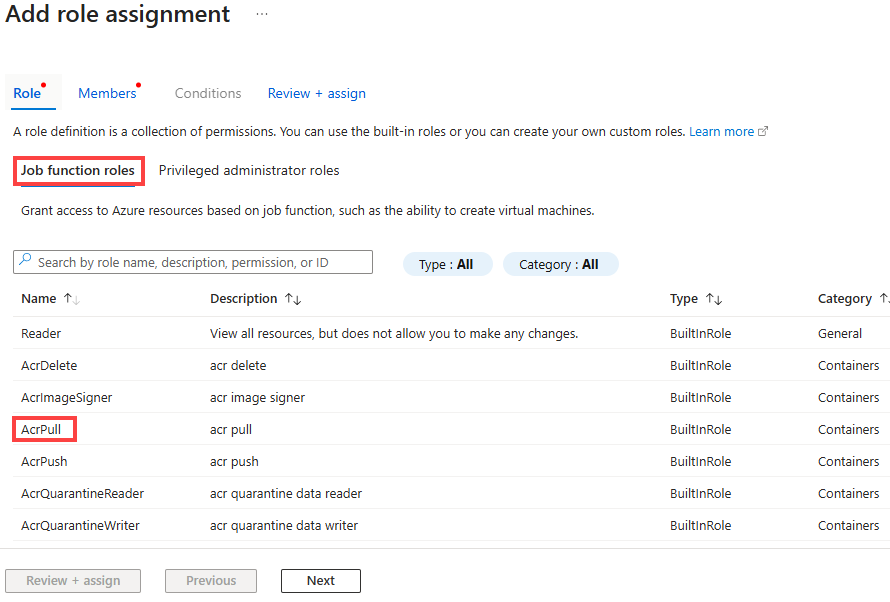 Add role assignment ...
Role Members Conditions Review + assign
A role definition is a collection of permissions. You can use the built-in roles or you can create your own custom roles. Learn more
Job function roles Privileged administrator roles
Grant access to Azure resources based on job function, such as the ability to create virtual machines.
Search by role name, description, permission, or ID Type : All Category : All
Name ↑↓ Description ↑↓ Type ↑↓ Category ↑
Reader View all resources, but does not allow you to make any changes. BuiltInRole General
AcrDelete acr delete BuiltInRole Containers
AcrImageSigner acr image signer BuiltInRole Containers
AcrPull acr pull BuiltInRole Containers
AcrPush acr push BuiltInRole Containers
AcrQuarantineReader acr quarantine data reader BuiltInRole Containers
AcrQuarantineWriter acr quarantine data writer BuiltInRole Containers
Review + assign Previous Next